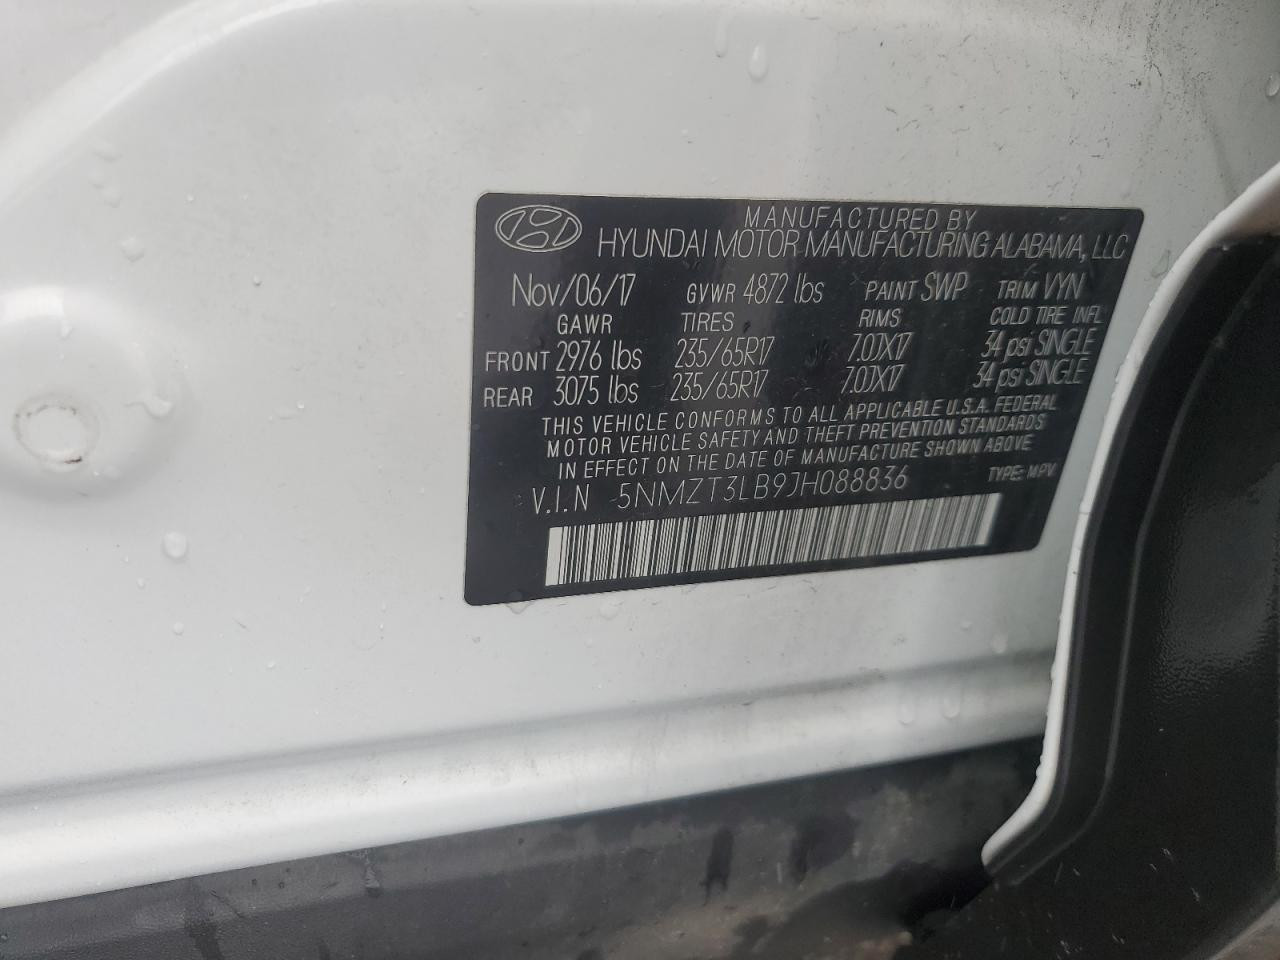 MANUFACTURED BY
HYUNDAI MOTOR MANUFACTURING ALABAMA, LLC
Nov/06/17 GVWR 4872 lbs PAINT SWP TRIM VYN
GAWR TIRES RIMS COLD TIRE INFL
FRONT 2976 lbs 235/65R17 7.0JX17 34 psi SINGLE
REAR 3075 lbs 235/65R17 7.0JX17 34 psi SINGLE
THIS VEHICLE CONFORMS TO ALL APPLICABLE U.S.A. FEDERAL
MOTOR VEHICLE SAFETY AND THEFT PREVENTION STANDARDS
IN EFFECT ON THE DATE OF MANUFACTURE SHOWN ABOVE
V.I.N 5NMZT3LB9JH088836 TYPE: MPV